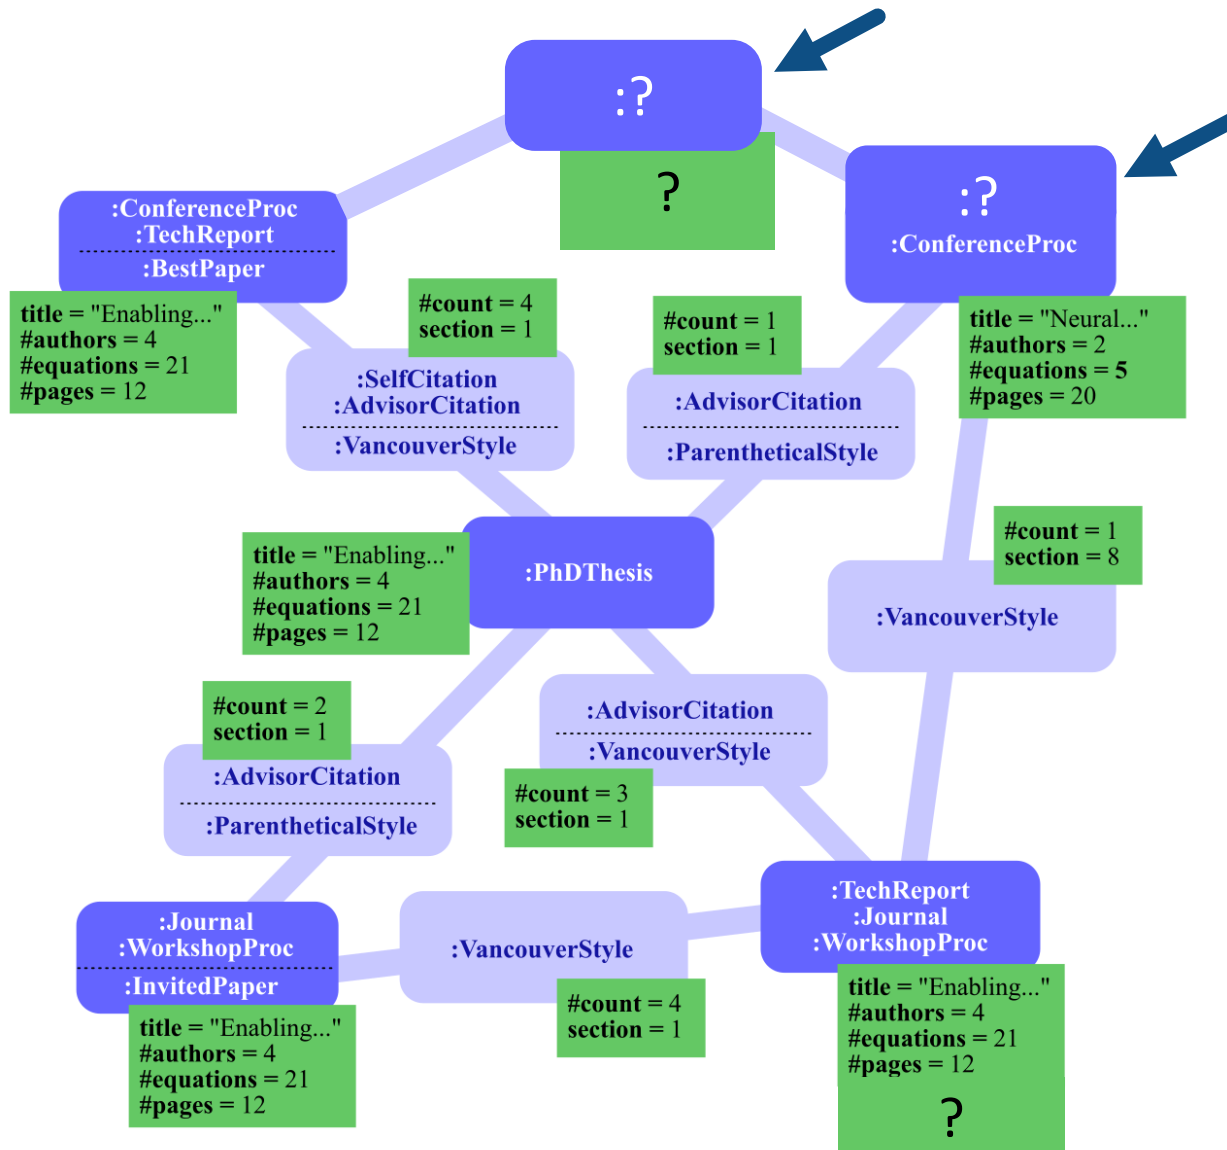 :?
?
:?
:ConferenceProc
:ConferenceProc
:TechReport
:BestPaper
title = "Enabling..."
#authors = 4
#equations = 21
#pages = 12
#count = 4
section = 1
#count = 1
section = 1
title = "Neural..."
#authors = 2
#equations = 5
#pages = 20
:SelfCitation
:AdvisorCitation
:VancouverStyle
:AdvisorCitation
:ParentheticalStyle
#count = 1
section = 8
title = "Enabling..."
#authors = 4
#equations = 21
#pages = 12
:PhDThesis
:VancouverStyle
#count = 2
section = 1
:AdvisorCitation
:ParentheticalStyle
:AdvisorCitation
:VancouverStyle
#count = 3
section = 1
:Journal
:WorkshopProc
:InvitedPaper
title = "Enabling..."
#authors = 4
#equations = 21
#pages = 12
:VancouverStyle
#count = 4
section = 1
:TechReport
:Journal
:WorkshopProc
title = "Enabling..."
#authors = 4
#equations = 21
#pages = 12
?